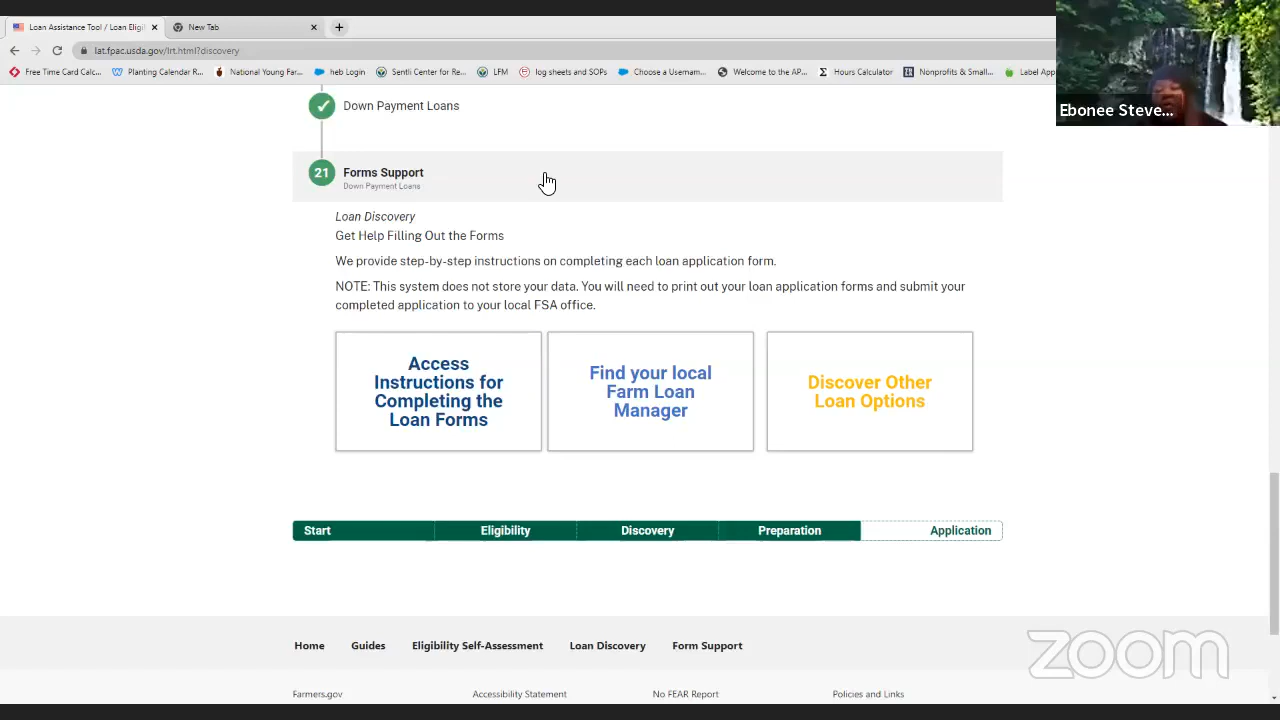 Loan Assistance Tool / Loan Eligi
New Tab
lat.fpac.usda.gov/lrt.html?discovery
Free Time Card Calc...
Planting Calendar R...
National Young Far...
heb Login
Sentli Center for Re...
LFM
sheets and SOPs
Choose a Usernam...
Welcome to the AP...
Hours Calculator
Nonprofits & Small...
Label App
Ebonee Steve...
Down Payment Loans
21
Forms Support
Down Payment Loans
Loan Discovery
Get Help Filling Out the Forms
We provide step-by-step instructions on completing each loan application form.
NOTE: This system does not store your data. You will need to print out your loan application forms and submit your
completed application to your local FSA office.
Access
Instructions for
Completing the
Loan Forms
Find your local
Farm Loan
Manager
Discover Other
Loan Options
Start
Eligibility
Discovery
Preparation
Application
Home
Guides
Eligibility Self-Assessment
Loan Discovery
Form Support
zoom
Farmers.gov
Accessibility Statement
No FEAR Report
Policies and Links